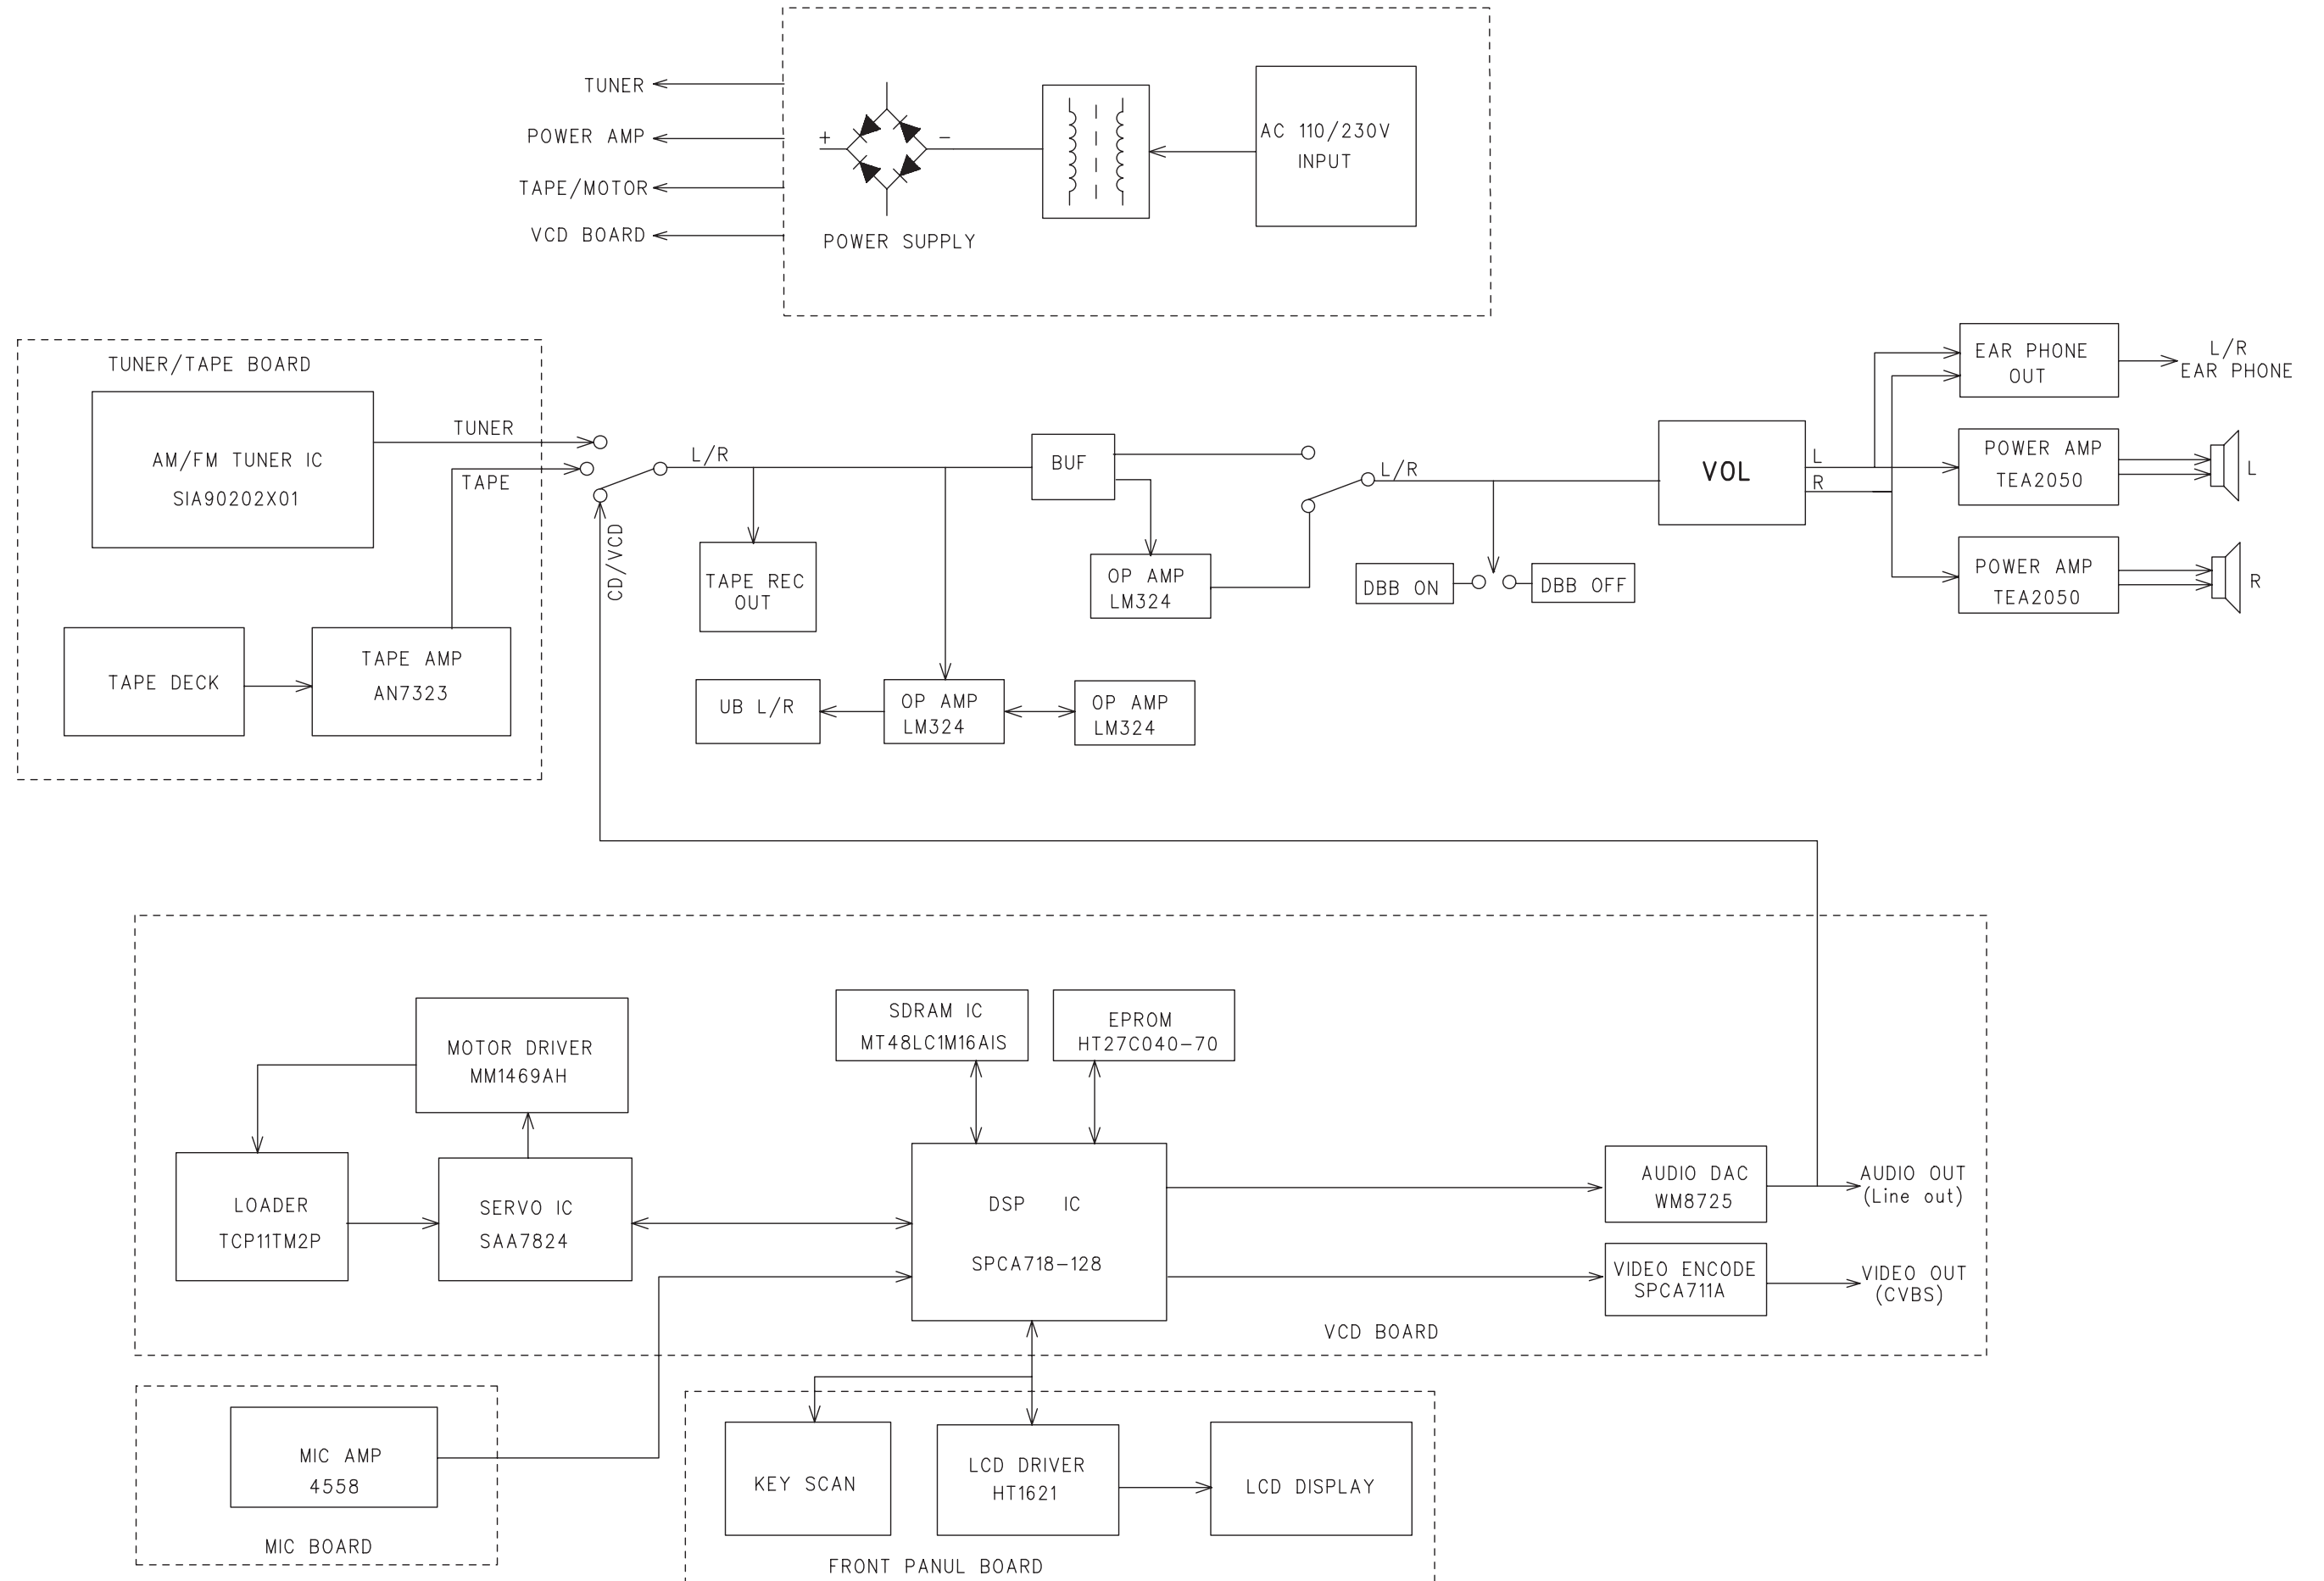 TUNER
POWER AMP
TAPE/MOTOR
VCD BOARD
+
-
POWER SUPPLY
AC 110/230V
INPUT
TUNER/TAPE BOARD
AM/FM TUNER IC
SIA90202X01
TUNER
TAPE
TAPE DECK
TAPE AMP
AN7323
CD/VCD
L/R
TAPE REC
OUT
BUF
OP AMP
LM324
UB L/R
OP AMP
LM324
OP AMP
LM324
L/R
DBB ON
DBB OFF
VOL
L
R
EAR PHONE
OUT
L/R
EAR PHONE
POWER AMP
TEA2050
L
POWER AMP
TEA2050
R
MOTOR DRIVER
MM1469AH
LOADER
TCP11TM2P
SERVO IC
SAA7824
SDRAM IC
MT48LC1M16AIS
EPROM
HT27C040-70
DSP IC
SPCA718-128
AUDIO DAC
WM8725
AUDIO OUT
(Line out)
VIDEO ENCODE
SPCA711A
VIDEO OUT
(CVBS)
VCD BOARD
MIC AMP
4558
MIC BOARD
KEY SCAN
LCD DRIVER
HT1621
LCD DISPLAY
FRONT PANUL BOARD